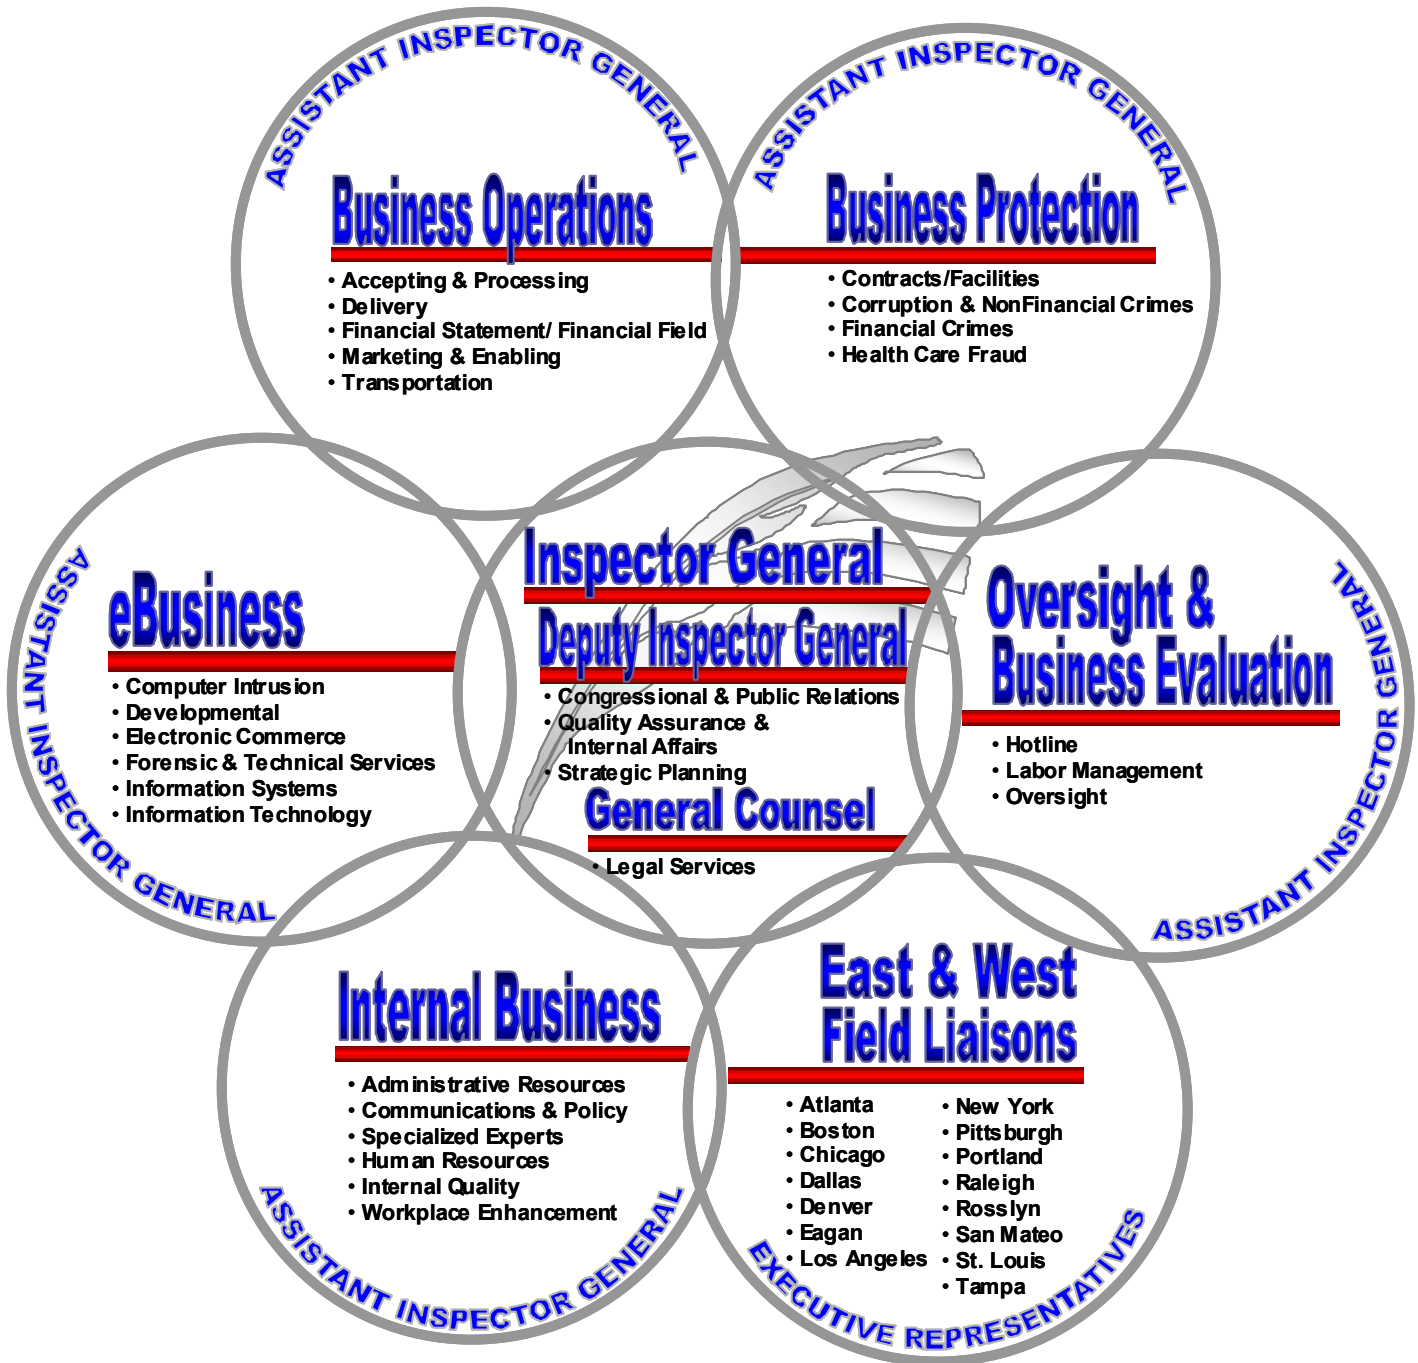 ASSISTANT INSPECTOR GENERAL
Business Operations
• Accepting & Processing
• Delivery
• Financial Statement/ Financial Field
• Marketing & Enabling
• Transportation
ASSISTANT INSPECTOR GENERAL
Business Protection
• Contracts/Facilities
• Corruption & NonFinancial Crimes
• Financial Crimes
• Health Care Fraud
ASSISTANT INSPECTOR GENERAL
eBusiness
• Computer Intrusion
• Developmental
• Electronic Commerce
• Forensic & Technical Services
• Information Systems
• Information Technology
Inspector General
Deputy Inspector General
• Congressional & Public Relations
• Quality Assurance &
Internal Affairs
• Strategic Planning
General Counsel
• Legal Services
Oversight &
Business Evaluation
• Hotline
• Labor Management
• Oversight
ASSISTANT INSPECTOR GENERAL
Internal Business
• Administrative Resources
• Communications & Policy
• Specialized Experts
• Human Resources
• Internal Quality
• Workplace Enhancement
ASSISTANT INSPECTOR GENERAL
East & West
Field Liaisons
• Atlanta
• Boston
• Chicago
• Dallas
• Denver
• Eagan
• Los Angeles
• New York
• Pittsburgh
• Portland
• Raleigh
• Rosslyn
• San Mateo
• St. Louis
• Tampa
EXECUTIVE REPRESENTATIVES